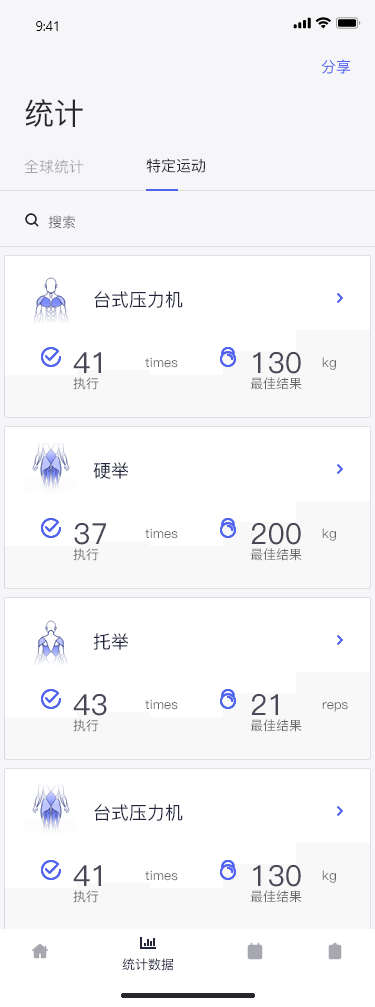 9:41
分享
统计
全球统计 特定运动
搜索
台式压力机
41 times 130 kg
执行 最佳结果
硬举
37 times 200 kg
执行 最佳结果
托举
43 times 21 reps
执行 最佳结果
台式压力机
41 times 130 kg
执行 最佳结果
统计数据